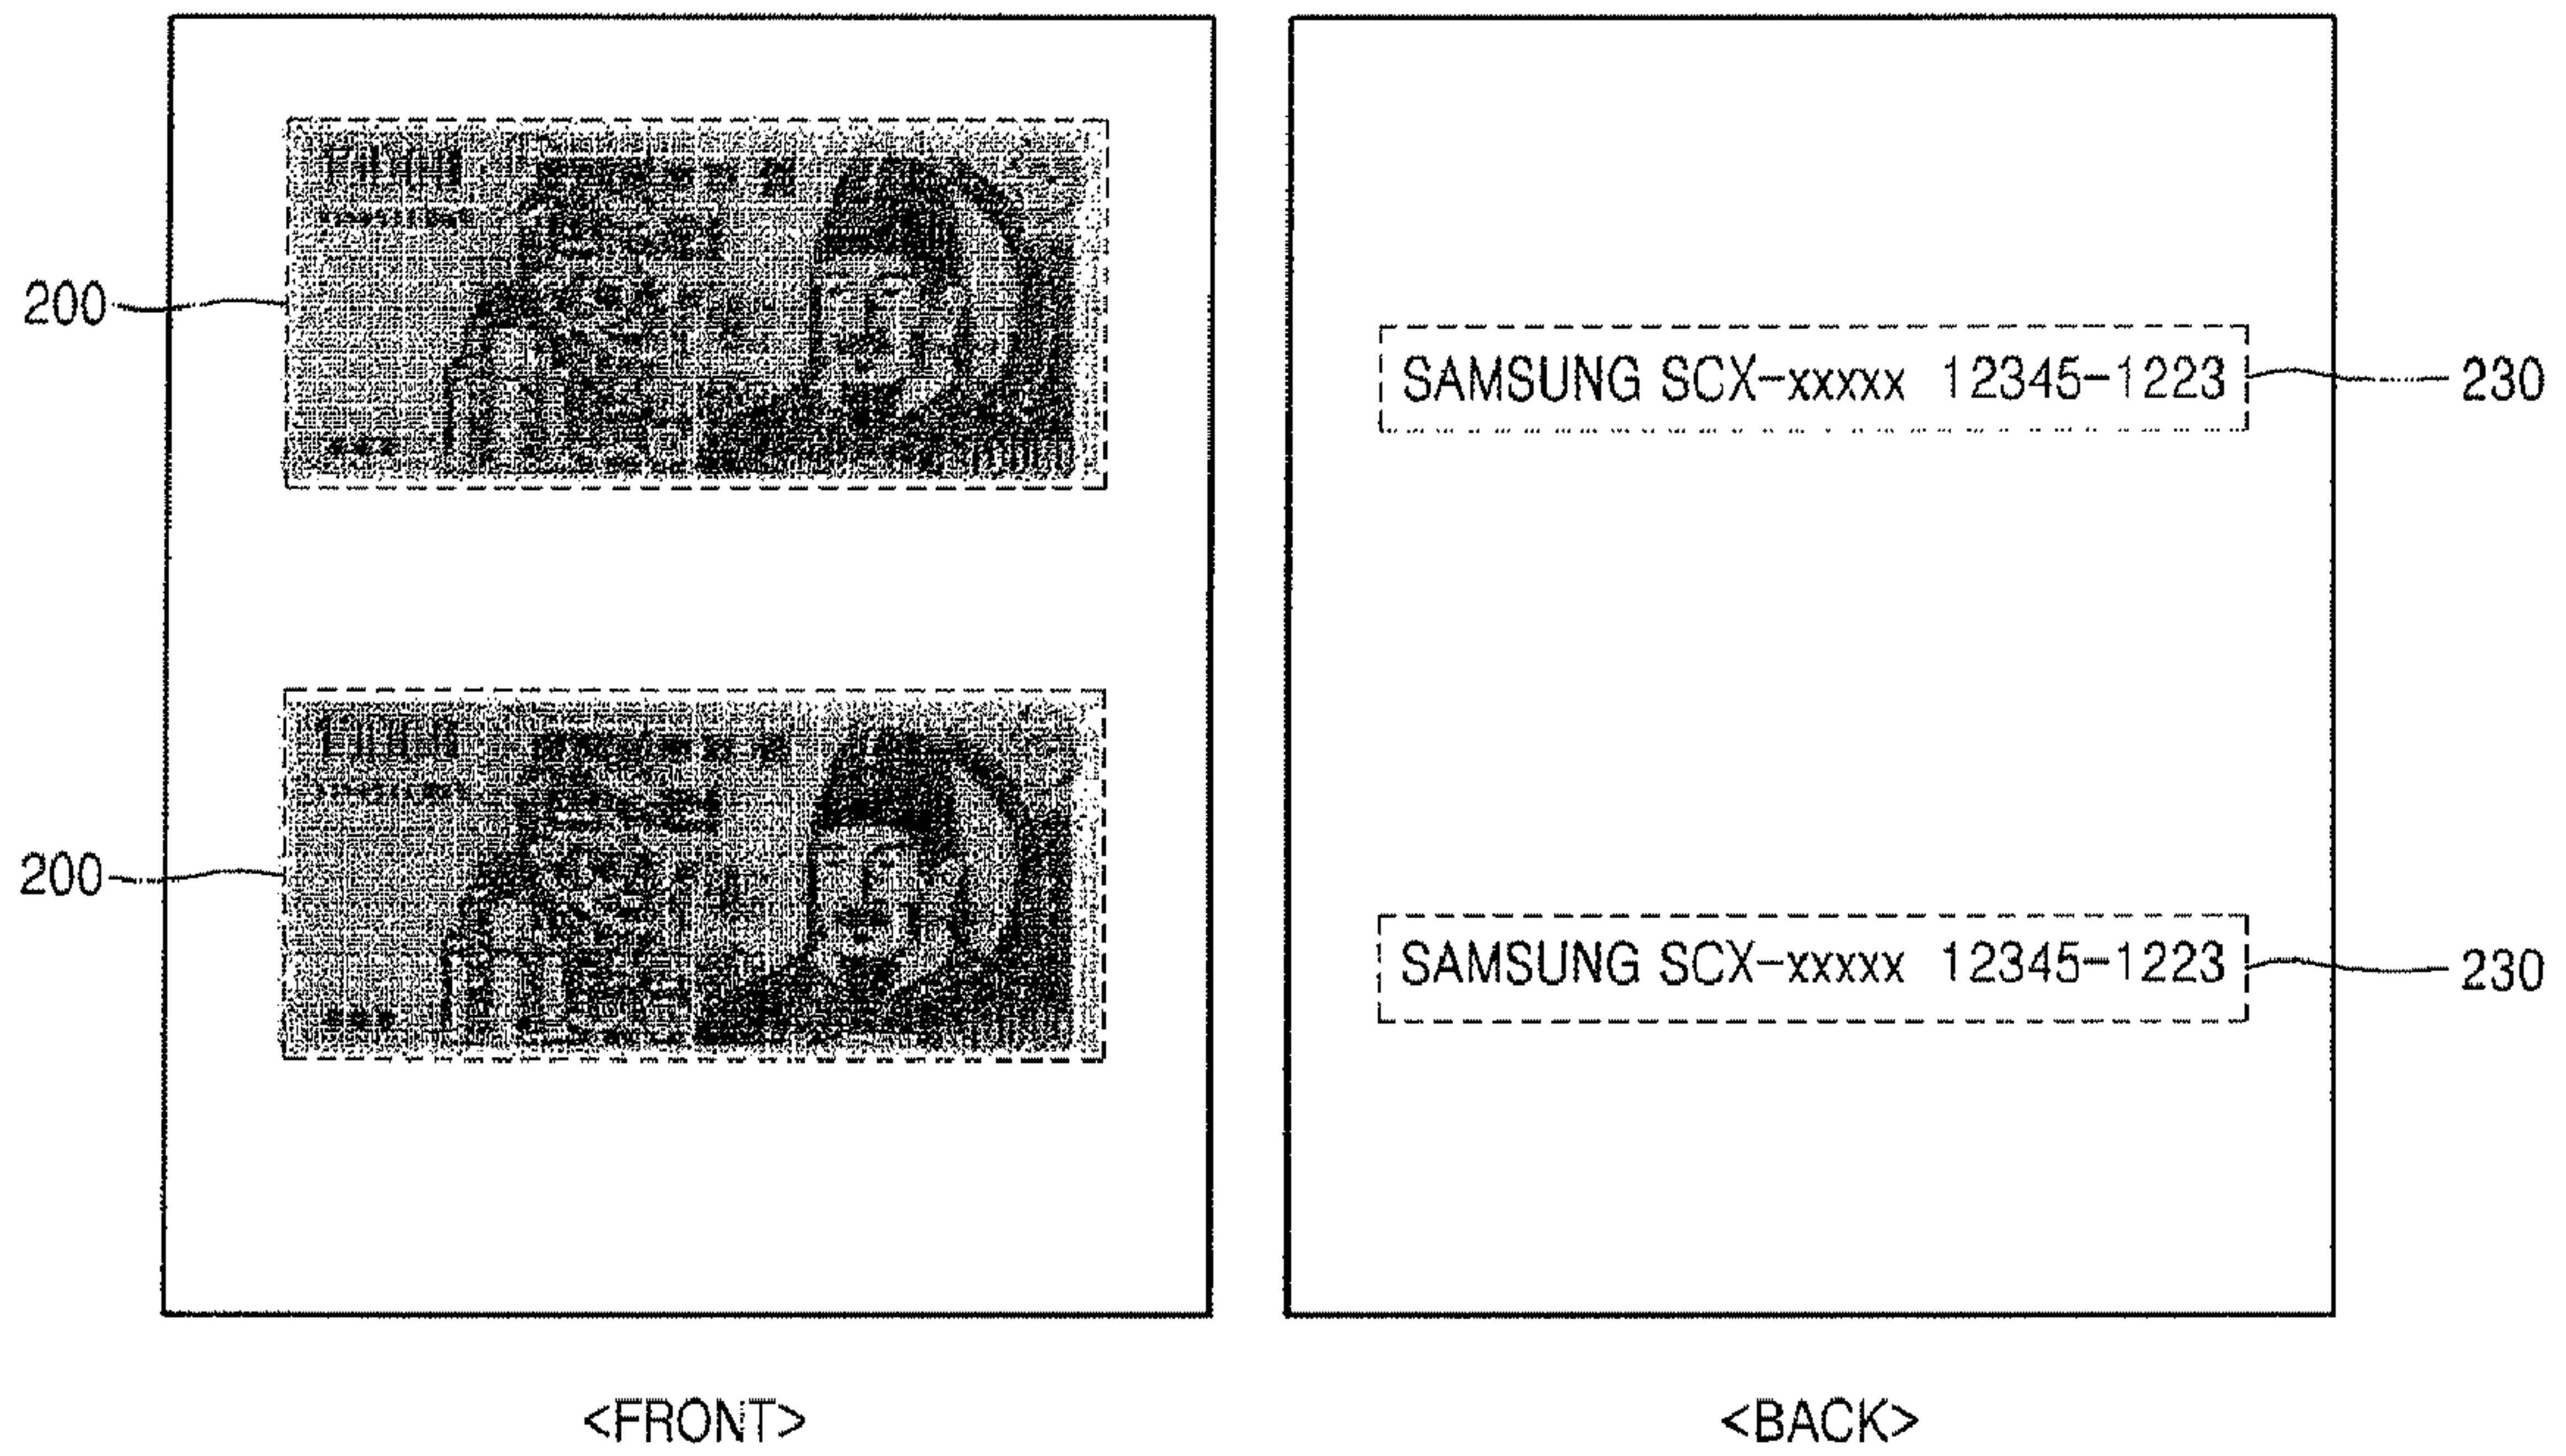 200
200
SAMSUNG SCX-xxxxx 12345-1223
230
SAMSUNG SCX-xxxxx 12345-1223
230
<FRONT>
<BACK>